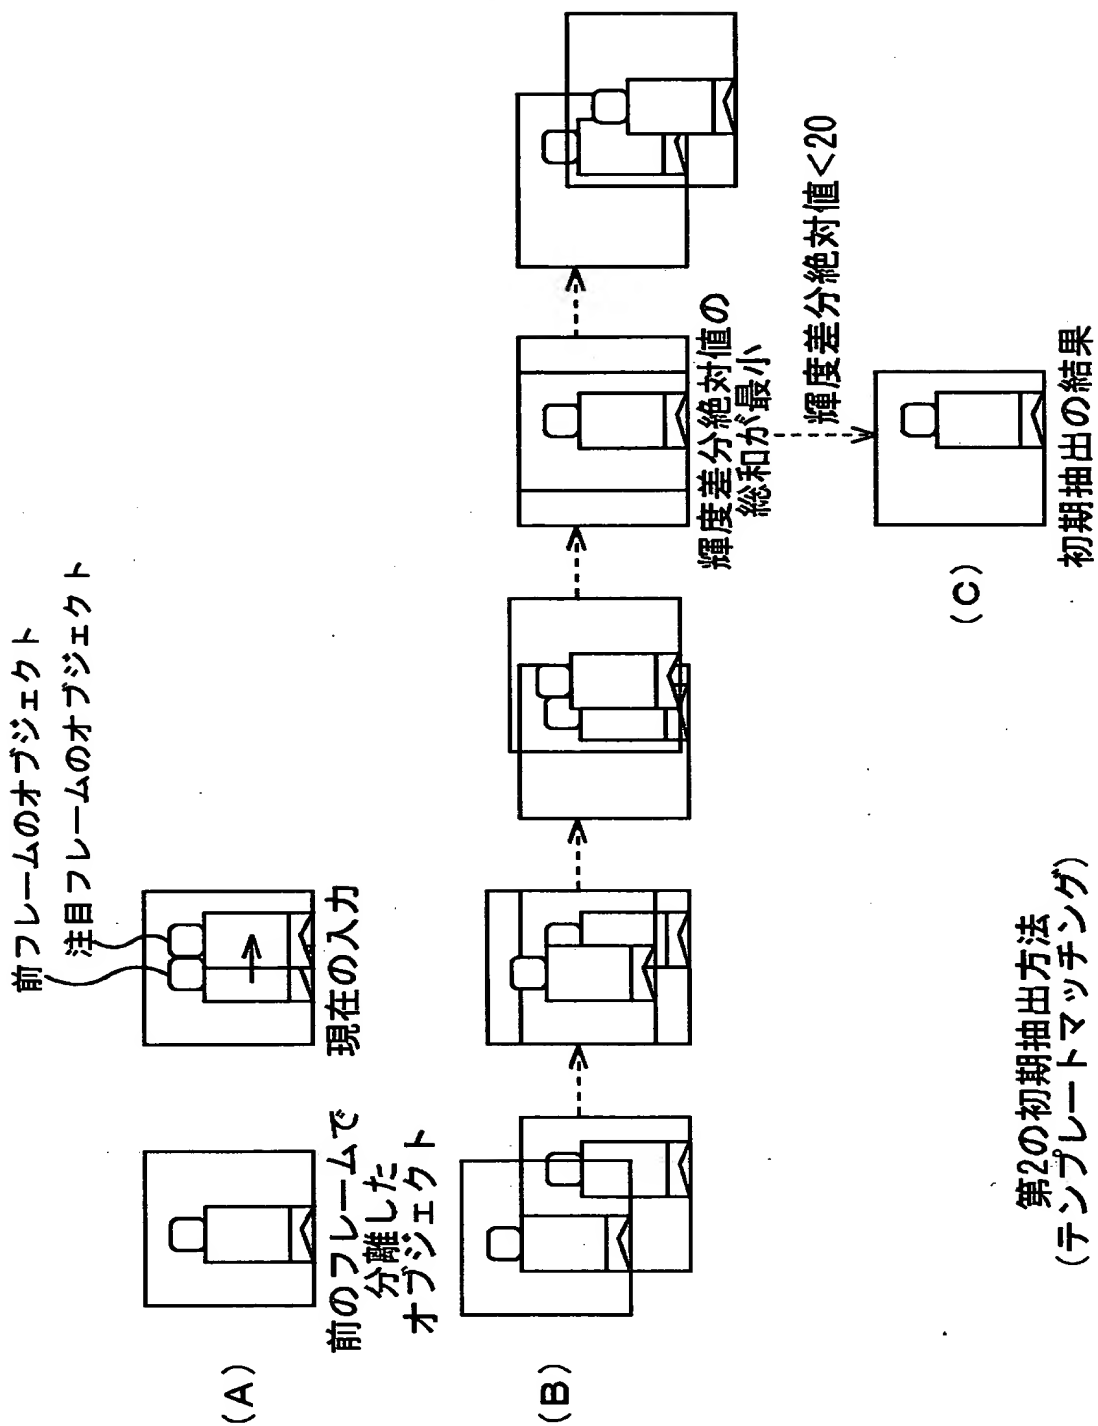 (A)
前のフレームで
分離した
オブジェクト
現在の入力
前フレームのオブジェクト
注目フレームのオブジェクト
(B)
輝度差分絶対値の
総和が最小
輝度差分絶対値<20
(C)
初期抽出の結果
第2の初期抽出方法
(テンプレートマッチング)